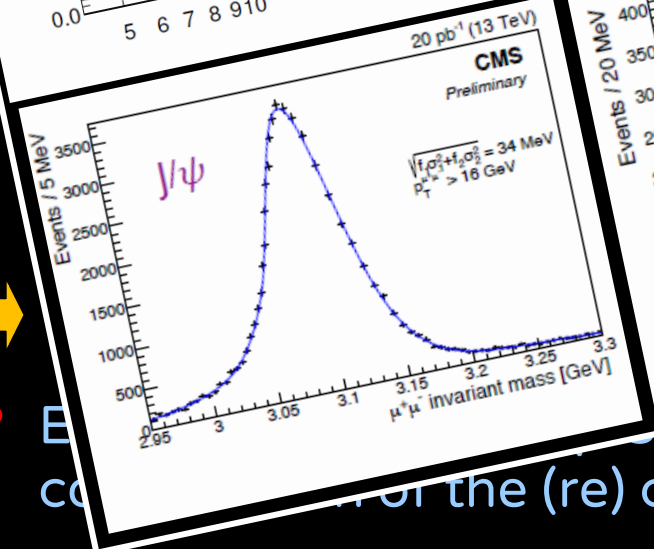 0.0
5 6 7 8 910
20 pb⁻¹ (13 TeV)
CMS
Preliminary
J/ψ
√f₁σ₁²+f₂σ₂² = 34 MeV
p_T^μ⁺μ⁻ > 16 GeV
Events / 5 MeV
3500
3000
2500
2000
1500
1000
500
0
2.95 3 3.05 3.1 3.15 3.2 3.25 3.3
μ⁺μ⁻ invariant mass [GeV]
Events / 20 MeV
400
of the (re)